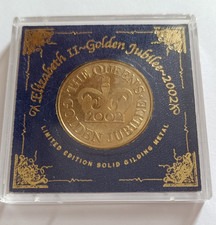 Elizabeth II~Golden Jubilee~2002
THE QUEEN'S
2002
GOLDEN JUBILEE
LIMITED EDITION SOLID GILDING METAL